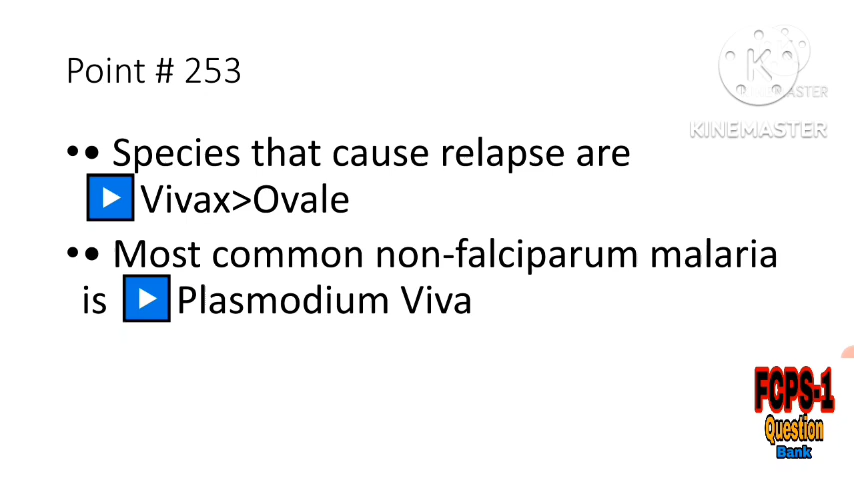 Point # 253
K
KINEMASTER
KINEMASTER
•• Species that cause relapse are
▶Vivax>Ovale
•• Most common non-falciparum malaria
is ▶Plasmodium Viva
FCPS-1
Question
Bank